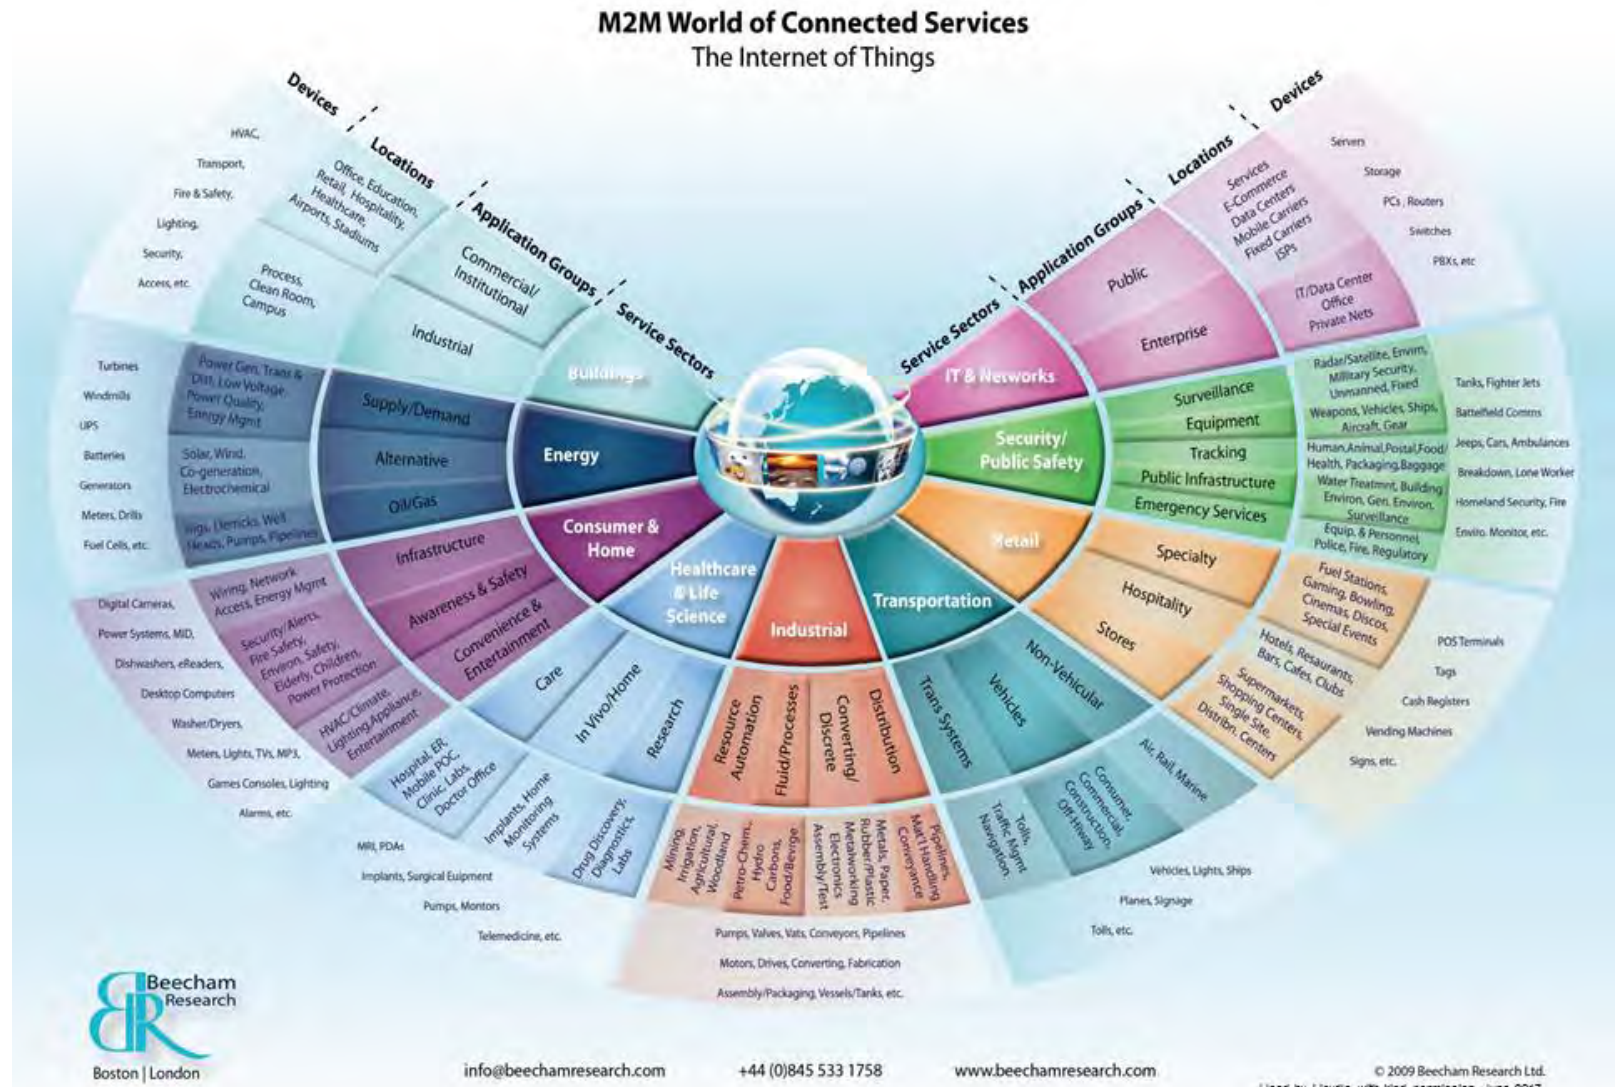 M2M World of Connected Services
The Internet of Things
Devices
Locations
Application Groups
Service Sectors
Service Sectors
Application Groups
Locations
Devices
HVAC,
Transport,
Fire & Safety,
Lighting,
Security,
Access, etc.
Office, Education,
Retail, Hospitality,
Healthcare,
Airports, Stadiums
Process,
Clean Room,
Campus
Commercial/
Institutional
Industrial
Buildings
Turbines
Windmills
UPS
Batteries
Generators
Meters, Drills
Fuel Cells, etc.
Power Gen, Trans &
Dist, Low Voltage,
Power Quality,
Energy Mgmt
Solar, Wind,
Co-generation,
Electrochemical
Rigs, Derricks, Well
Heads, Pumps, Pipelines
Supply/Demand
Alternative
Oil/Gas
Energy
Digital Cameras,
Power Systems, MID,
Dishwashers, eReaders,
Desktop Computers
Washer/Dryers,
Meters, Lights, TVs, MP3,
Games Consoles, Lighting
Alarms, etc.
Wiring, Network
Access, Energy Mgmt
Security/Alerts,
Fire Safety,
Environ. Safety,
Elderly, Children,
Power Protection
HVAC/Climate,
Lighting,Appliance,
Entertainment
Infrastructure
Awareness & Safety
Convenience &
Entertainment
Consumer &
Home
MRI, PDAs
Implants, Surgical Euipment
Pumps, Montors
Telemedicine, etc.
Hospital, ER,
Mobile POC,
Clinic, Labs,
Doctor Office
Implants, Home
Monitoring
Systems
Drug Discovery,
Diagnostics,
Labs
Care
In Vivo/Home
Research
Healthcare
& Life
Science
Industrial
Resource
Automation
Fluid/Processes
Converting/
Discrete
Distribution
Mining,
Irrigation,
Agricultural,
Woodland
Petro-Chem.,
Hydro
Carbons,
Food/Bevige
Metals, Paper,
Rubber/Plastic
Metalworking
Electronics
Assembly/Test
Pipelines,
Mat'l Handling
Conveyance
Pumps, Valves, Vats, Conveyors, Pipelines
Motors, Drives, Converting, Fabrication
Assembly/Packaging, Vessels/Tanks, etc.
Transportation
Trans Systems
Vehicles
Non-Vehicular
Tolls,
Traffic Mgmt
Navigation,
Consumer,
Commercial,
Construction,
Off-Hiway
Air, Rail, Marine
Vehicles, Lights, Ships
Planes, Signage
Tolls, etc.
Retail
Specialty
Hospitality
Stores
Fuel Stations,
Gaming, Bowling,
Cinemas, Discos,
Special Events
Hotels, Resaurants,
Bars, Cafes, Clubs
Supermarkets,
Shopping Centers,
Single Site,
Distribn, Centers
POS Terminals
Tags
Cash Registers
Vending Machines
Signs, etc.
Security/
Public Safety
Surveillance
Equipment
Tracking
Public Infrastructure
Emergency Services
Radar/Satellite, Envirn,
Millitary Security,
Unmanned, Fixed
Weapons, Vehicles, Ships,
Aircraft, Gear
Human,Animal,Postal,Food/
Health, Packaging,Baggage
Water Treatmnt, Building
Environ, Gen. Environ,
Surveillance
Equip. & Personnel,
Police, Fire, Regulatory
Tanks, Fighter Jets
Battelfield Comms
Jeeps, Cars, Ambulances
Breakdown, Lone Worker
Homeland Security, Fire
Enviro. Monitor, etc.
IT & Networks
Public
Enterprise
Services
E-Commerce
Data Centers
Mobile Carriers
Fixed Carriers
ISPs
IT/Data Center
Office
Private Nets
Servers
Storage
PCs , Routers
Switches
PBXs, etc
Beecham
Research
Boston | London
info@beechamresearch.com
+44 (0)845 533 1758
www.beechamresearch.com
© 2009 Beecham Research Ltd.